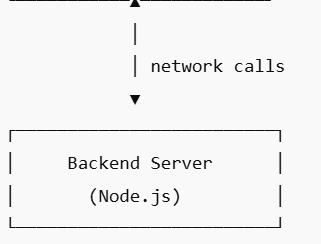 network calls
Backend Server
(Node.js)